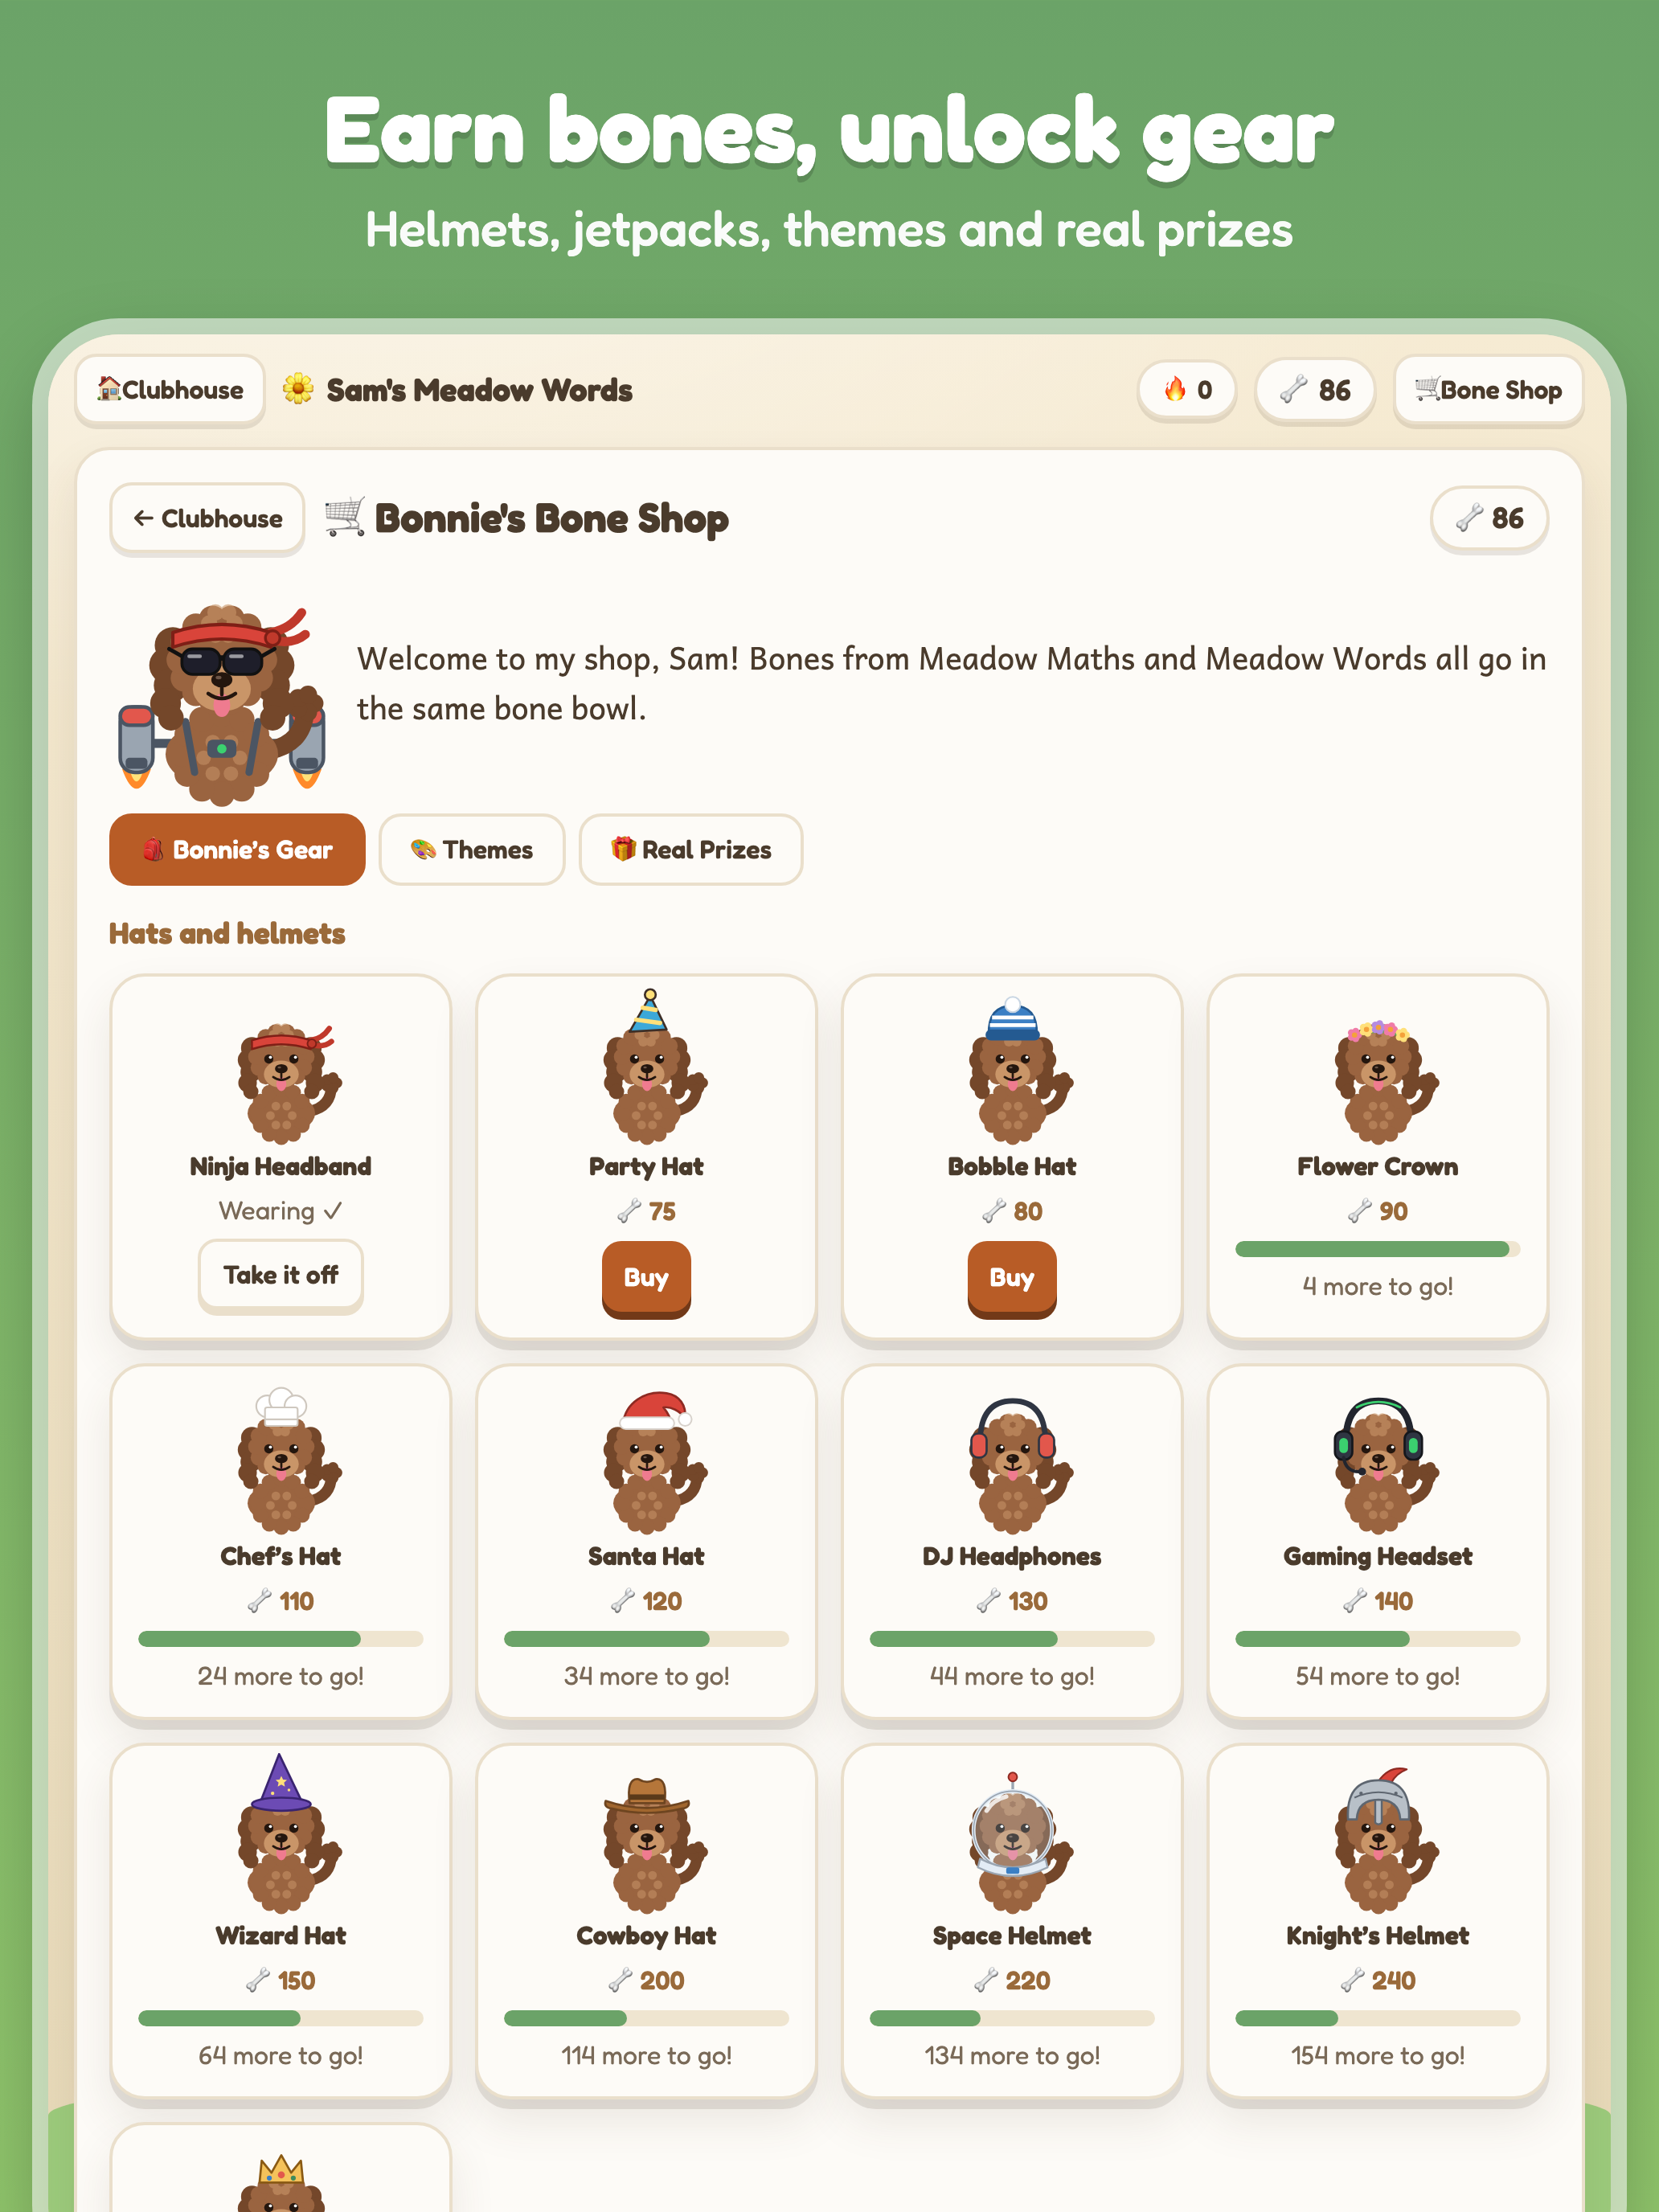 Earn bones, unlock gear
Helmets, jetpacks, themes and real prizes
Clubhouse
Sam's Meadow Words
0
86
Bone Shop
← Clubhouse
Bonnie's Bone Shop
86
Welcome to my shop, Sam! Bones from Meadow Maths and Meadow Words all go in
the same bone bowl.
Bonnie's Gear
Themes
Real Prizes
Hats and helmets
Ninja Headband
Wearing ✓
Take it off
Party Hat
75
Buy
Bobble Hat
80
Buy
Flower Crown
90
4 more to go!
Chef's Hat
110
24 more to go!
Santa Hat
120
34 more to go!
DJ Headphones
130
44 more to go!
Gaming Headset
140
54 more to go!
Wizard Hat
150
64 more to go!
Cowboy Hat
200
114 more to go!
Space Helmet
220
134 more to go!
Knight's Helmet
240
154 more to go!